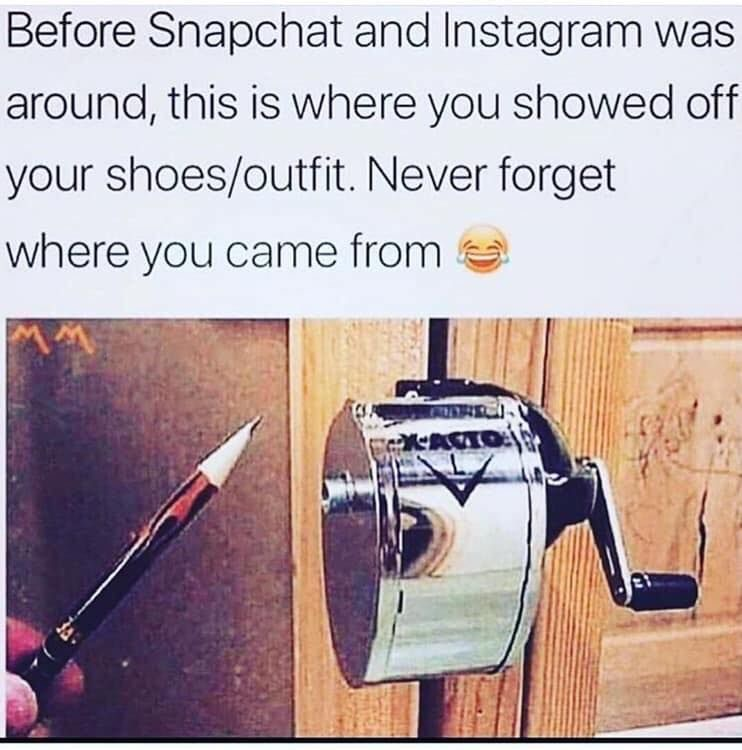 Before Snapchat and Instagram was
around, this is where you showed off
your shoes/outfit. Never forget
where you came from 😂
MM
X-ACTO